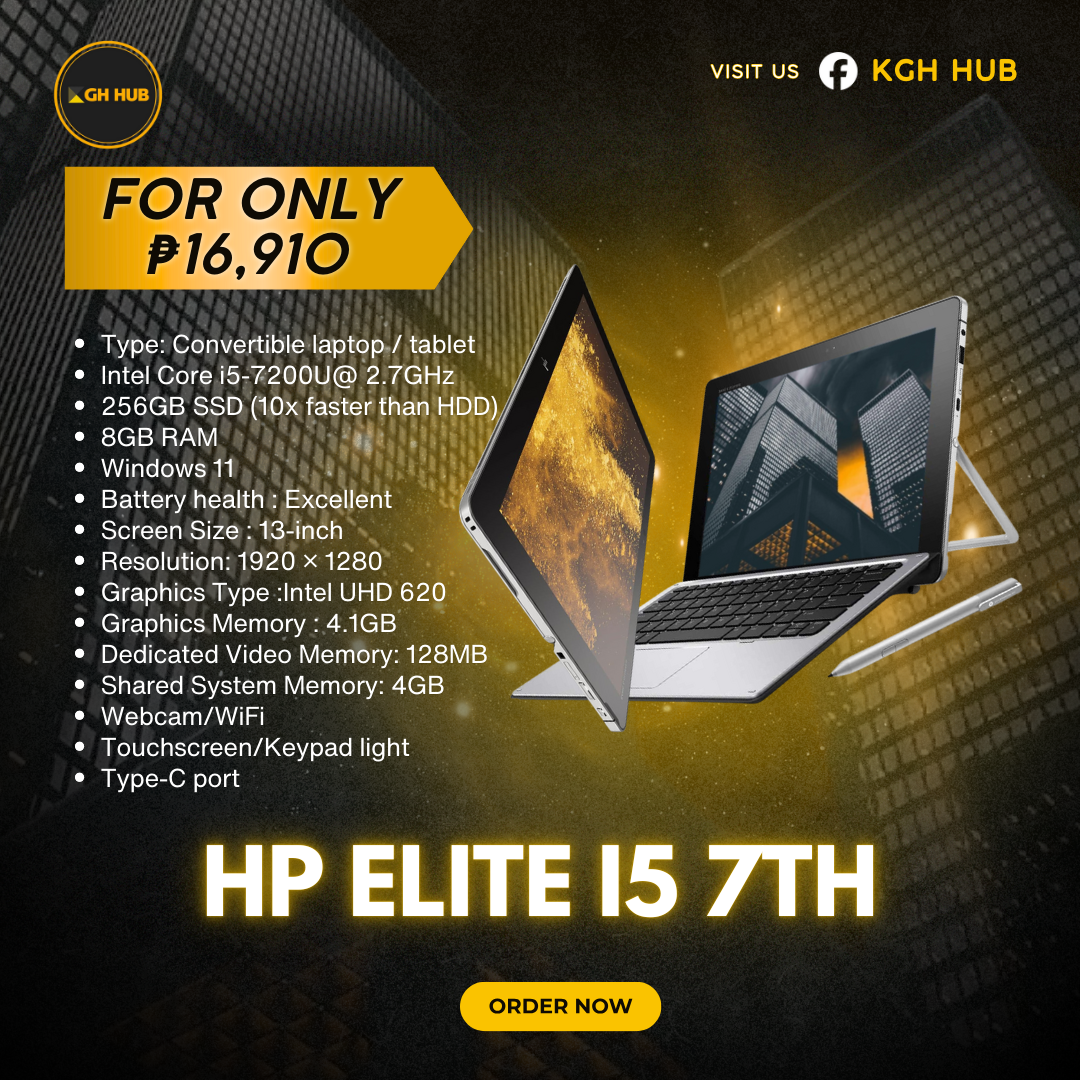 GH HUB
VISIT US KGH HUB
FOR ONLY
₱16,910
• Type: Convertible laptop / tablet
• Intel Core i5-7200U@ 2.7GHz
• 256GB SSD (10x faster than HDD)
• 8GB RAM
• Windows 11
• Battery health : Excellent
• Screen Size : 13-inch
• Resolution: 1920 × 1280
• Graphics Type :Intel UHD 620
• Graphics Memory : 4.1GB
• Dedicated Video Memory: 128MB
• Shared System Memory: 4GB
• Webcam/WiFi
• Touchscreen/Keypad light
• Type-C port
HP ELITE I5 7TH
ORDER NOW